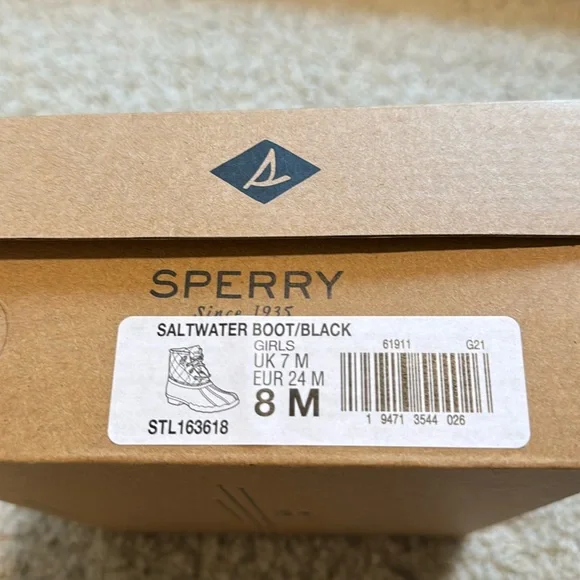 SPERRY
Since 1935
SALTWATER BOOT/BLACK
GIRLS
UK 7 M
EUR 24 M
8 M
STL163618
61911 G21
1 9471 3544 026